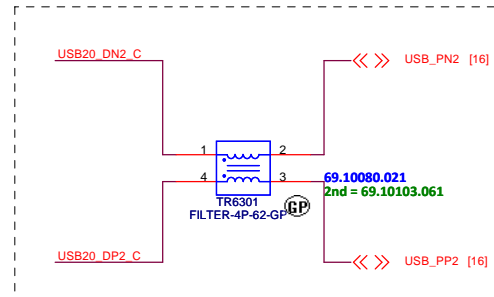 USB20_DN2_C
USB_PN2 [16]
1
2
4
3
69.10080.021
2nd = 69.10103.061
TR6301
FILTER-4P-62-GP
GP
USB20_DP2_C
USB_PP2 [16]